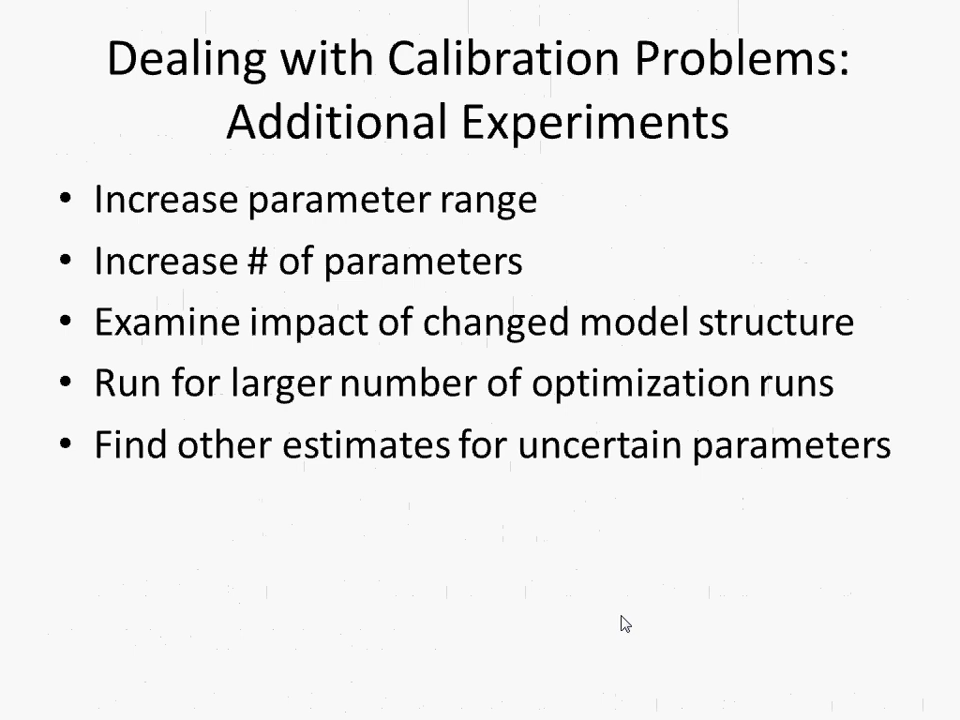 Dealing with Calibration Problems:
Additional Experiments
• Increase parameter range
• Increase # of parameters
• Examine impact of changed model structure
• Run for larger number of optimization runs
• Find other estimates for uncertain parameters